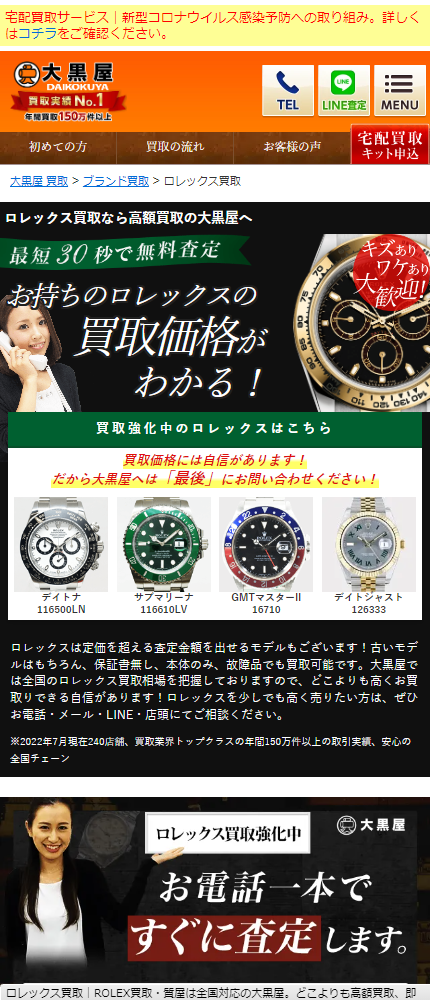 宅配買取サービス｜新型コロナウイルス感染予防への取り組み。詳しく
はコチラをご確認ください。
大黒屋
DAIKOKUYA
買取実績No.1
年間買取150万件以上
TEL
LINE査定
MENU
初めての方
買取の流れ
お客様の声
宅配買取
キット申込
大黒屋 買取 > ブランド買取 > ロレックス買取
ロレックス買取なら高額買取の大黒屋へ
最短30秒で無料査定
キズあり
ワケあり
大歓迎!
お持ちのロレックスの
買取価格が
わかる！
買取強化中のロレックスはこちら
買取価格には自信があります！
だから大黒屋へは「最後」にお問い合わせください！
デイトナ
116500LN
サブマリーナ
116610LV
GMTマスターII
16710
デイトジャスト
126333
ロレックスは定価を超える査定金額を出せるモデルもございます！古いモデ
ルはもちろん、保証書無し、本体のみ、故障品でも買取可能です。大黒屋で
は全国のロレックス買取相場を把握しておりますので、どこよりも高くお買
取りできる自信があります！ロレックスを少しでも高く売りたい方は、ぜひ
お電話・メール・LINE・店頭にてご相談ください。
※2022年7月現在240店舗、買取業界トップクラスの年間150万件以上の取引実績、安心の
全国チェーン
ロレックス買取強化中
大黒屋
お電話一本で
すぐに査定します。
ロレックス買取｜ROLEX買取・質屋は全国対応の大黒屋。どこよりも高額買取、即